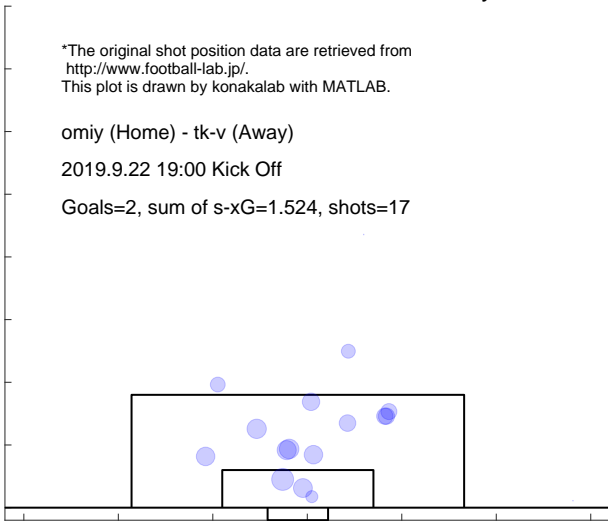 *The original shot position data are retrieved from
http://www.football-lab.jp/.
This plot is drawn by konakalab with MATLAB.
omiy (Home) - tk-v (Away)
2019.9.22 19:00 Kick Off
Goals=2, sum of s-xG=1.524, shots=17